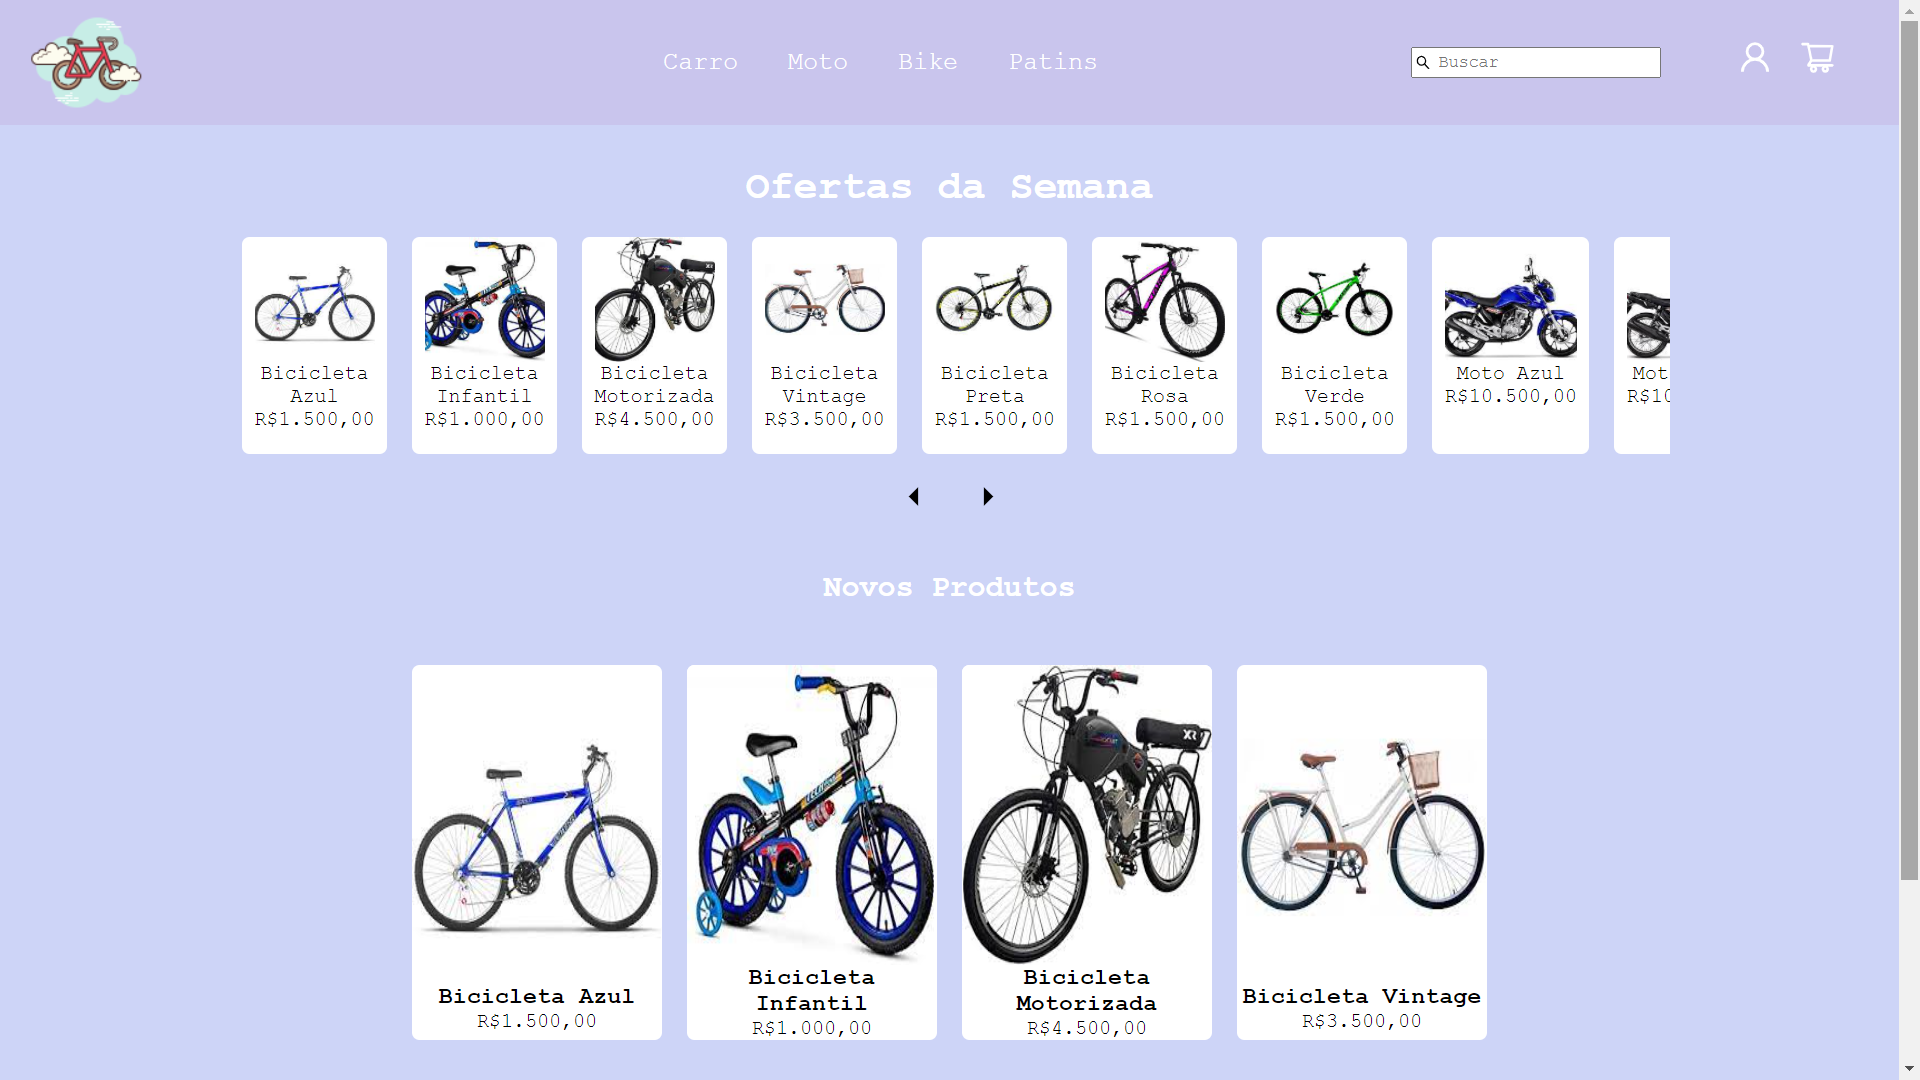 Carro Moto Bike Patins Buscar
Ofertas da Semana
Bicicleta
Azul
R$1.500,00
Bicicleta
Infantil
R$1.000,00
Bicicleta
Motorizada
R$4.500,00
Bicicleta
Vintage
R$3.500,00
Bicicleta
Preta
R$1.500,00
Bicicleta
Rosa
R$1.500,00
Bicicleta
Verde
R$1.500,00
Moto Azul
R$10.500,00
Mot
R$10
Novos Produtos
Bicicleta Azul
R$1.500,00
Bicicleta
Infantil
R$1.000,00
XR
Bicicleta
Motorizada
R$4.500,00
Bicicleta Vintage
R$3.500,00